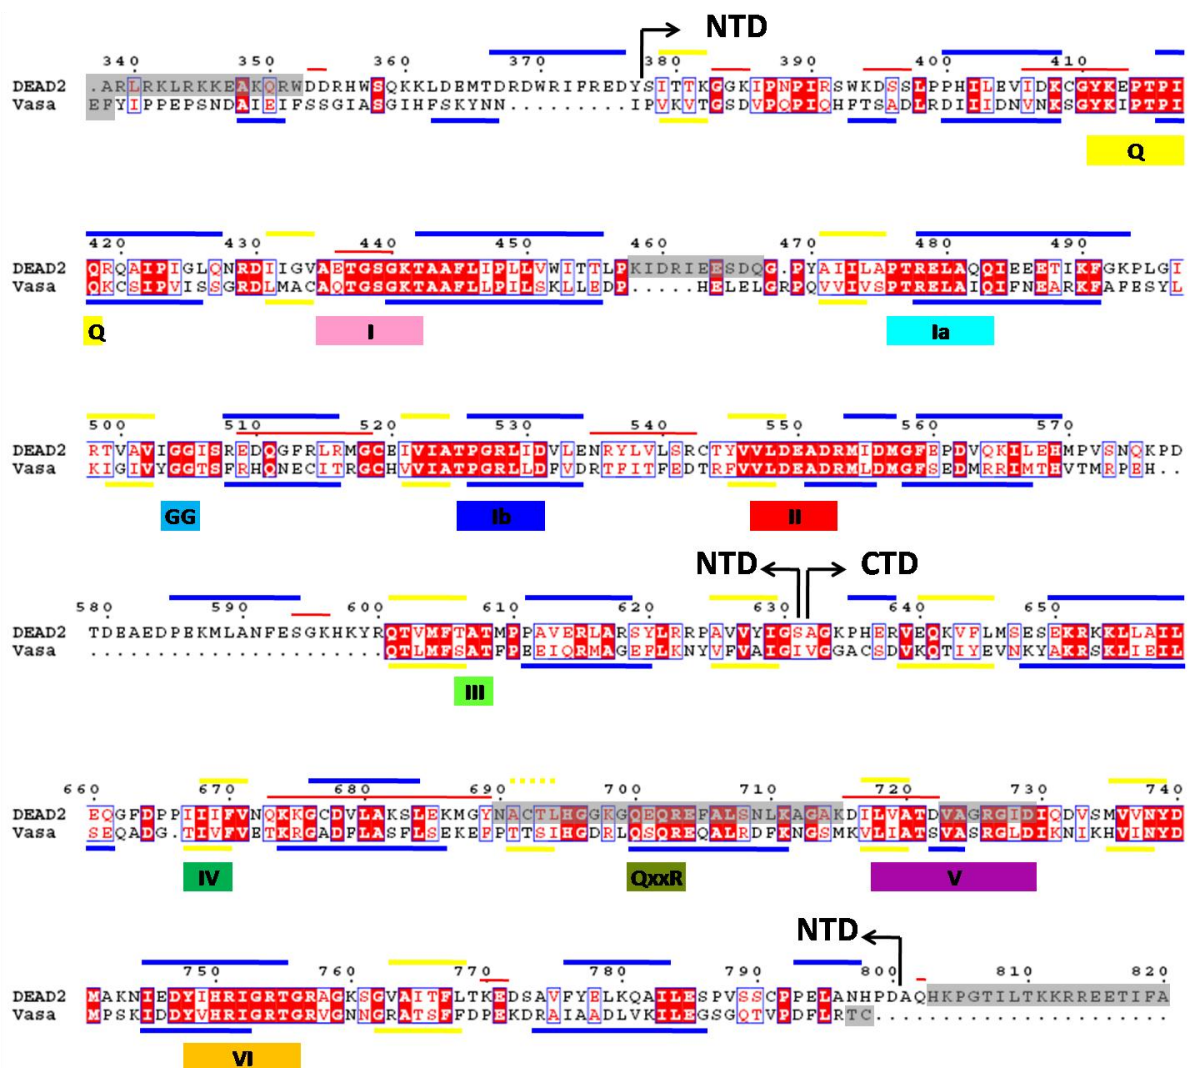 NTD
340 350 360 370 380 390 400 410
DEAD2 .ARLRKLRKKEAKQRWDDRHWSQKKLDEMTDRDWRIFREDYSITTKGGKIPNPIRSWKDSSLPPHILEVIDKCGYKEPTPI
Vasa EFYIPPEPSNDAIEIFSSGIASGIHFSKYNN..........IPVKVTGSDVPQPIQHFTSADLRDIIIDNVNKSGYKIPTPI
Q
420 430 440 450 460 470 480 490
DEAD2 QRQAIPIGLQNRDIIGVAETGSGKTAAFLIPLLVWITTLPKIDRIEESDQG.PYAIILAPTRELAQQIEEETIKFGKPLGI
Vasa QKCSIPVISSGRDLMACAQTGSGKTAAFLLPILSKLLEDP.....HELELGRPQVVIVSPTRELAIQIFNEARKFAFESYL
Q I Ia
500 510 520 530 540 550 560 570
DEAD2 RTVAVIGGISREDQGFRLRMGCEIVIATPGRLIDVLENRYLVLSRCTYVVLDEADRMIDMGFEPDVQKILEHMPVSNQKPD
Vasa KIGIVYGGTSFRHQNECITRGCHVVIATPGRLLDFVDRTFITFEDTRFVVLDEADRMLDMGFSEDMRRIMTHVTMRPEH..
GG Ib II
NTD CTD
580 590 600 610 620 630 640 650
DEAD2 TDEAEDPEKMLANFESGKHKYRQTVMFTATMPPAVERLARSYLRRPAVVYIGSAGKPHERVEQKVFLMSESEKRKKLLAIL
Vasa ......................QTLMFSATFPEEIQRMAGEFLKNYVFVAIGIVGGACSDVKQTIYEVNKYAKRSKLIEIL
III
660 670 680 690 700 710 720 730 740
DEAD2 EQGFDPPIIIFVNQKKGCDVLAKSLEKMGYNACTLHGGKGQEQREFALSNLKAGAKDILVATDVAGRGIDIQDVSMVVNYD
Vasa SEQADG.TIVFVETKRGADFLASFLSEKEFPTTSIHGDRLQSQREQALRDFKNGSMKVLIATSVASRGLDIKNIKHVINYD
IV QxxR V
NTD
750 760 770 780 790 800 810 820
DEAD2 MAKNIEDYIHRIGRTGRAGKSGVAITFLTKEDSAVFYELKQAILESPVSSCPPELANHPDAQHKPGTILTKKRREETIFA
Vasa MPSKIDDYVHRIGRTGRVGNNGRATSFFDPEKDRAIAADLVKILEGSGQTVPDFLRTC......................
VI